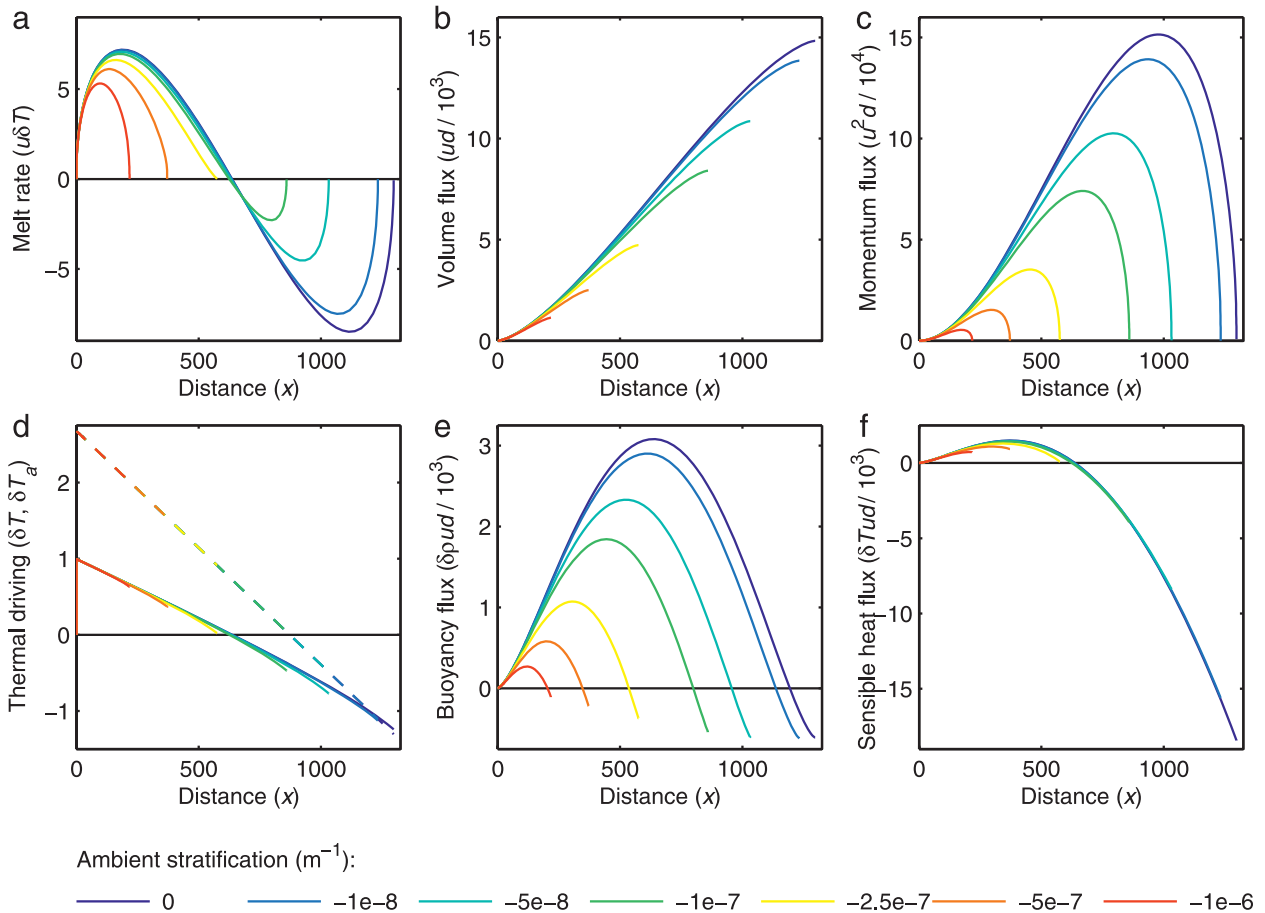 a
Melt rate (uδT)
5
0
−5
0
500
1000
Distance (x)
b
Volume flux (ud / 10³)
15
10
5
0
0
500
1000
Distance (x)
c
Momentum flux (u²d / 10⁴)
15
10
5
0
0
500
1000
Distance (x)
d
Thermal driving (δT, δTₐ)
2
1
0
−1
0
500
1000
Distance (x)
e
Buoyancy flux (δρud / 10³)
3
2
1
0
0
500
1000
Distance (x)
f
Sensible heat flux (δTud / 10³)
0
−5
−10
−15
0
500
1000
Distance (x)
Ambient stratification (m⁻¹):
0 −1e−8 −5e−8 −1e−7 −2.5e−7 −5e−7 −1e−6